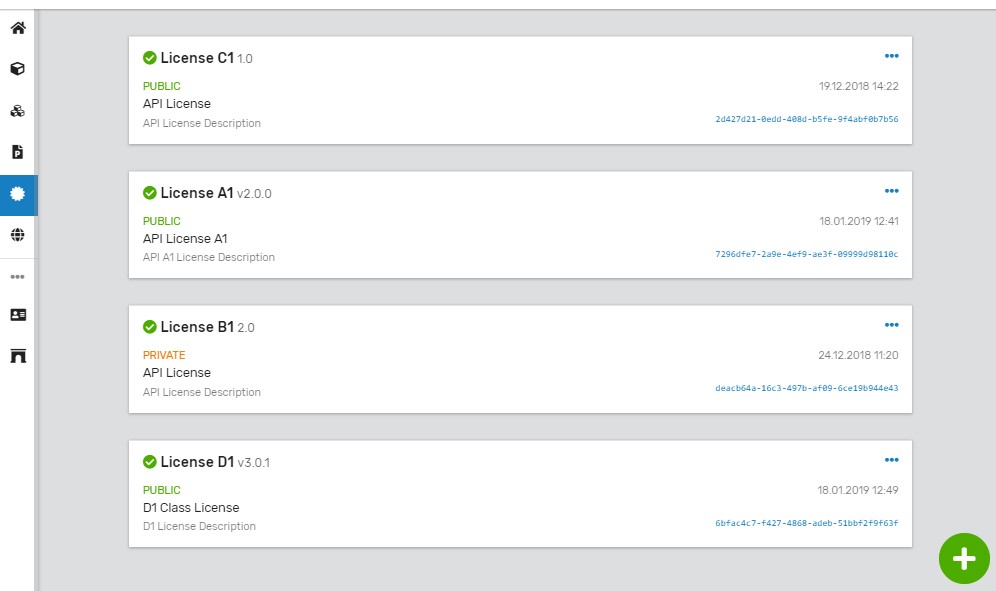 License C1 1.0
PUBLIC
19.12.2018 14:22
API License
API License Description
2d427d21-0edd-408d-b5fe-9f4abf0b7b56
License A1 v2.0.0
PUBLIC
18.01.2019 12:41
API License A1
API A1 License Description
7296dfe7-2a9e-4ef9-ae3f-09999d98110c
License B1 2.0
PRIVATE
24.12.2018 11:20
API License
API License Description
deacb64a-16c3-497b-af09-6ce19b944e43
License D1 v3.0.1
PUBLIC
18.01.2019 12:49
D1 Class License
D1 License Description
6bfac4c7-f427-4868-adeb-51bbf2f9f63f